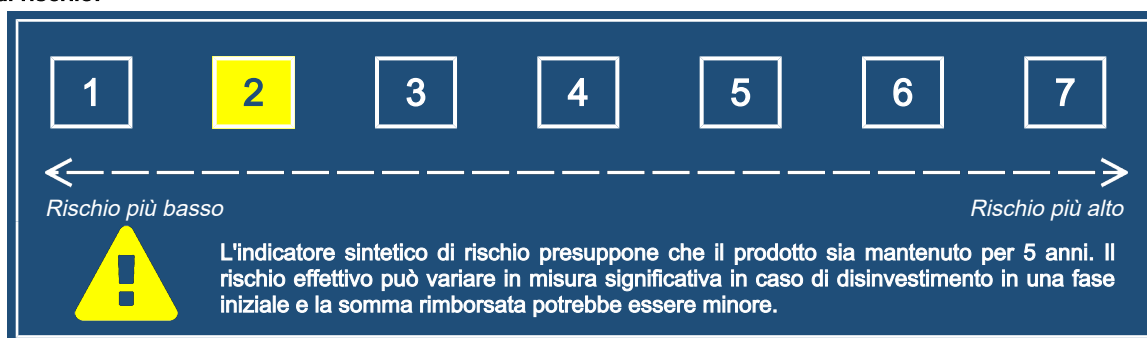 di rischio.
1 2 3 4 5 6 7
Rischio più basso Rischio più alto
L'indicatore sintetico di rischio presuppone che il prodotto sia mantenuto per 5 anni. Il
rischio effettivo può variare in misura significativa in caso di disinvestimento in una fase
iniziale e la somma rimborsata potrebbe essere minore.